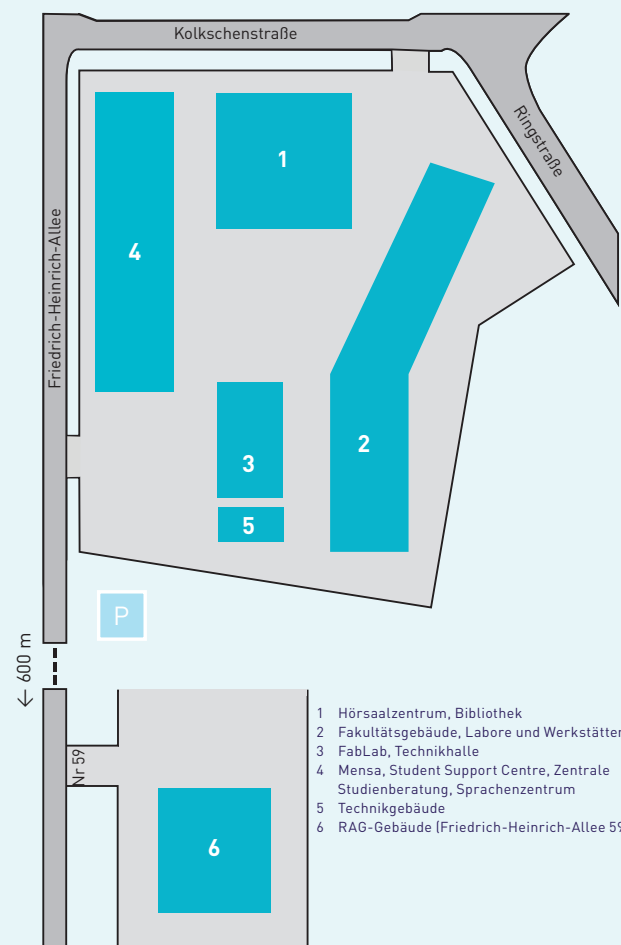 Kolkschenstraße
Ringstraße
Friedrich-Heinrich-Allee
1
4
2
3
5
P
← 600 m
Nr 59
6
1 Hörsaalzentrum, Bibliothek
2 Fakultätsgebäude, Labore und Werkstätten
3 FabLab, Technikhalle
4 Mensa, Student Support Centre, Zentrale
Studienberatung, Sprachenzentrum
5 Technikgebäude
6 RAG-Gebäude (Friedrich-Heinrich-Allee 59